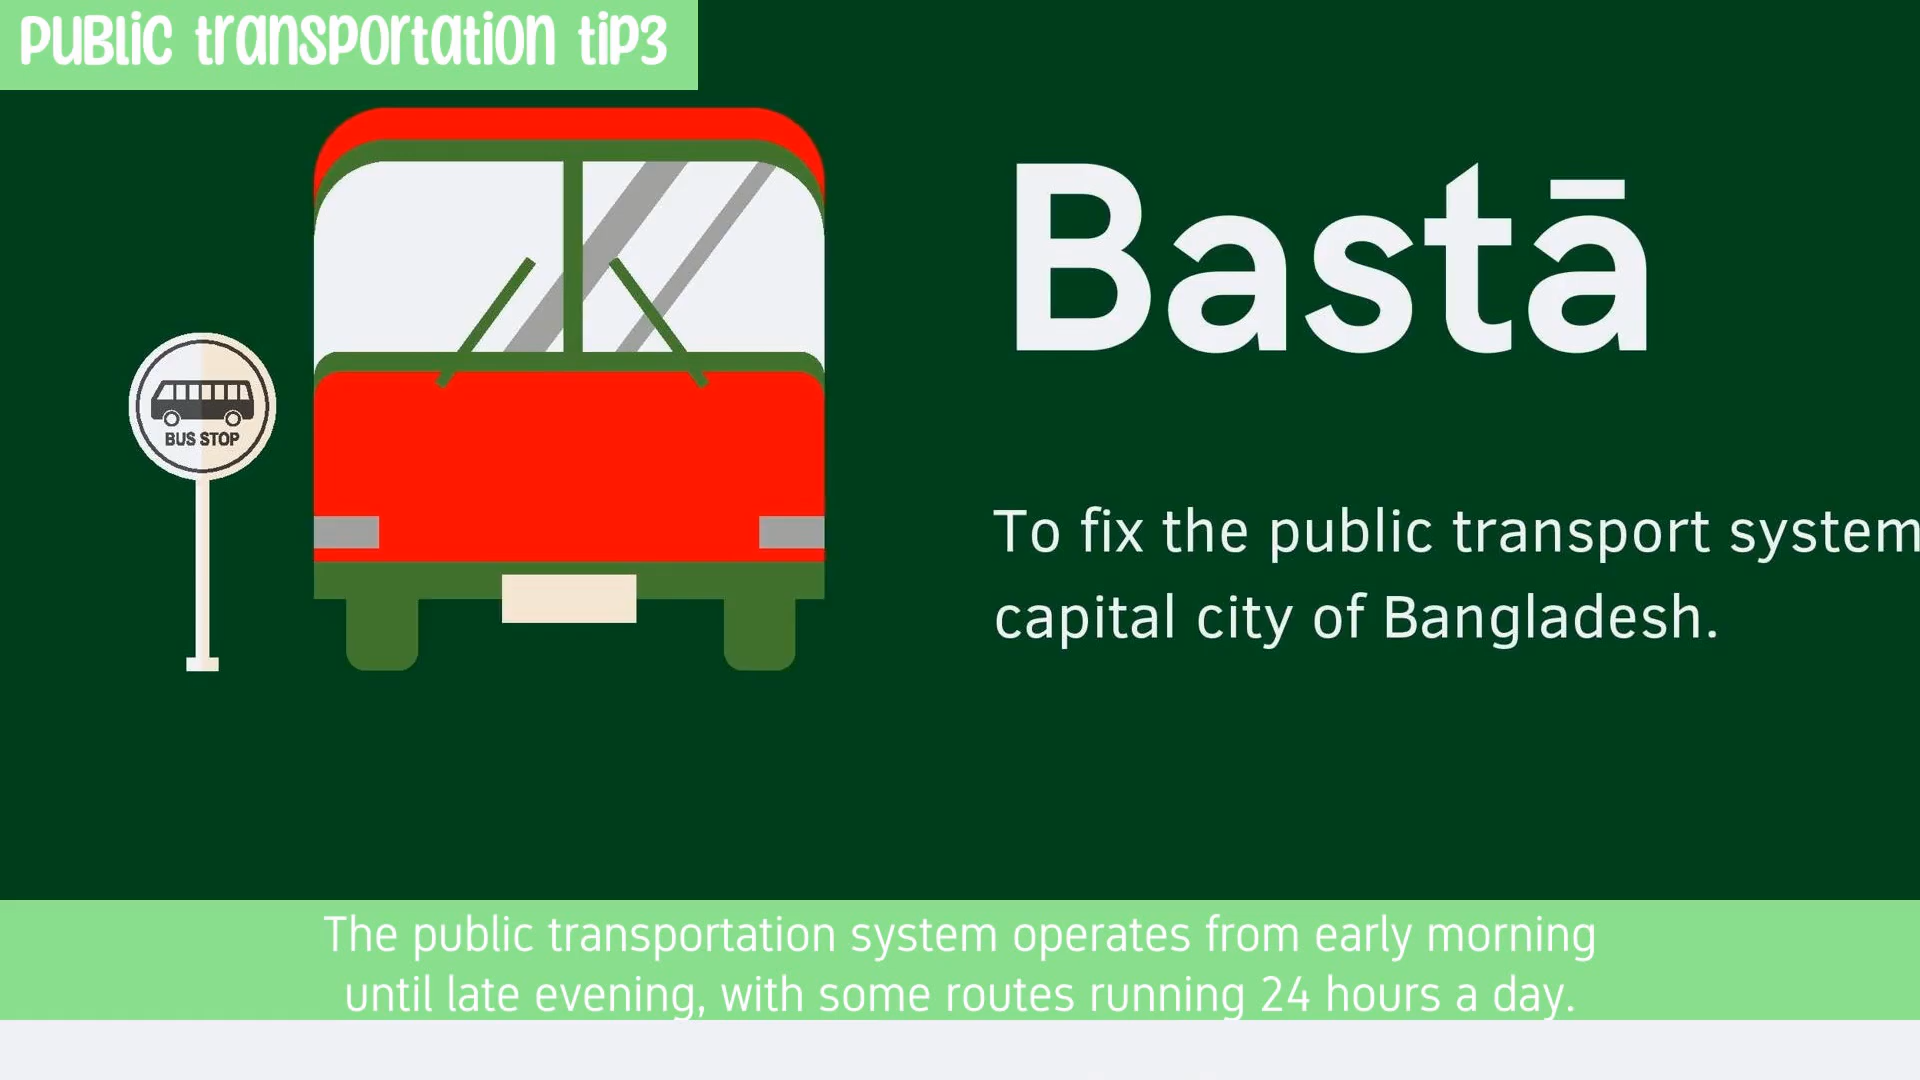 PUBLic transportation tip3
Bastā
BUS STOP
To fix the public transport system
capital city of Bangladesh.
The public transportation system operates from early morning
until late evening, with some routes running 24 hours a day.